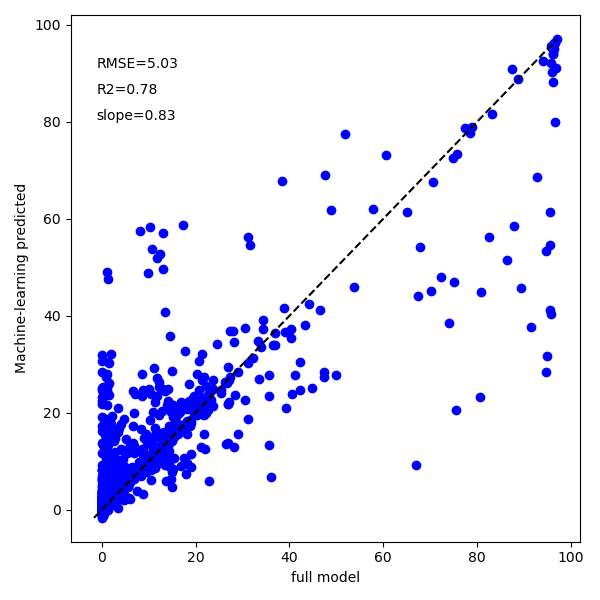 100
80
60
40
20
0
RMSE=5.03
R2=0.78
slope=0.83
Machine-learning predicted
0 20 40 60 80 100
full model